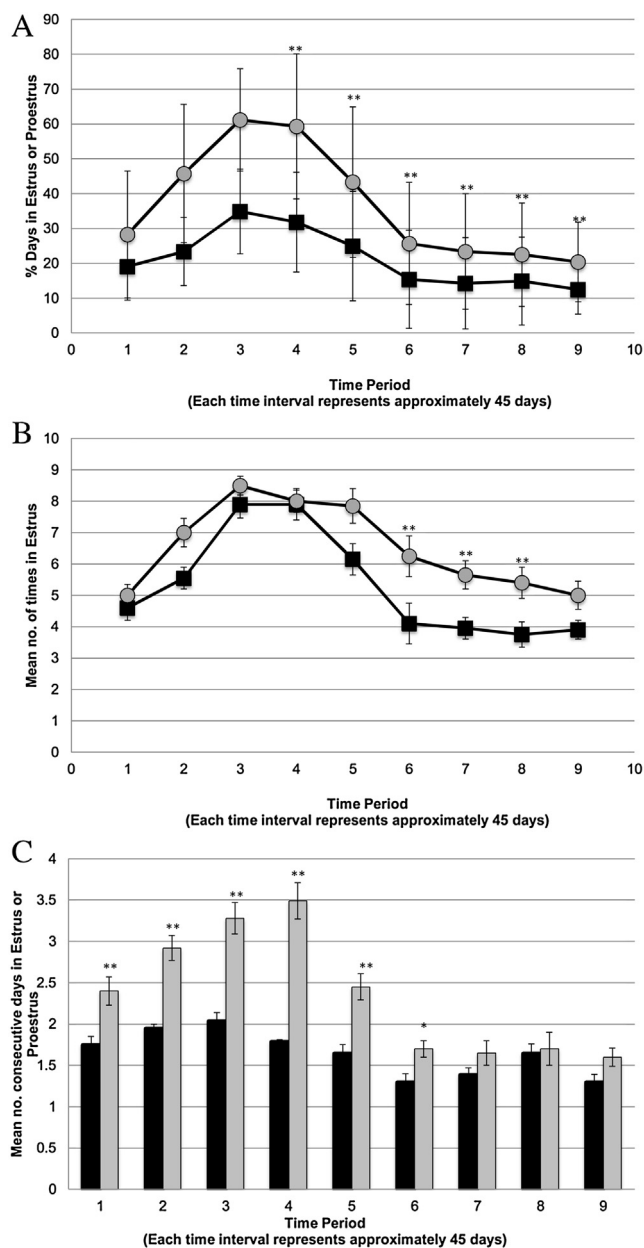 A
90
80
70
60
50
40
30
20
10
0
% Days in Estrus or Proestrus
** ** ** ** ** **
0 1 2 3 4 5 6 7 8 9 10
Time Period
(Each time interval represents approximately 45 days)
B
10
9
8
7
6
5
4
3
2
1
0
Mean no. of times in Estrus
** ** **
0 1 2 3 4 5 6 7 8 9 10
Time Period
(Each time interval represents approximately 45 days)
C
4
3.5
3
2.5
2
1.5
1
0.5
0
Mean no. consecutive days in Estrus or
Proestrus
** ** ** ** ** *
1 2 3 4 5 6 7 8 9
Time Period
(Each time interval represents approximately 45 days)